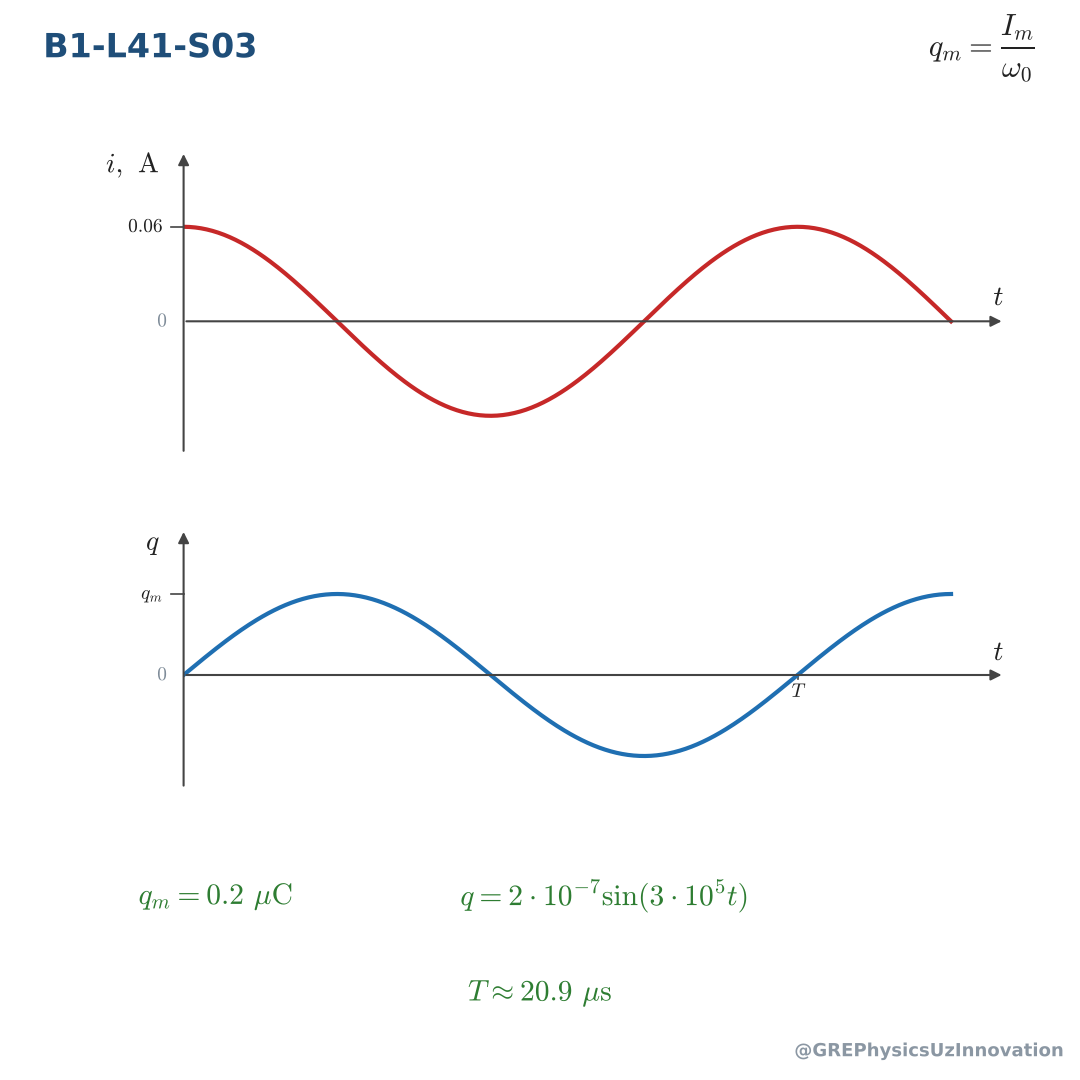 B1-L41-S03
q_m = I_m/ω_0
i, A
0.06
t
0
q
q_m
t
0
T
q_m = 0.2 μC
q = 2 · 10^{-7} sin(3 · 10^5 t)
T ≈ 20.9 μs
@GREPhysicsUzInnovation